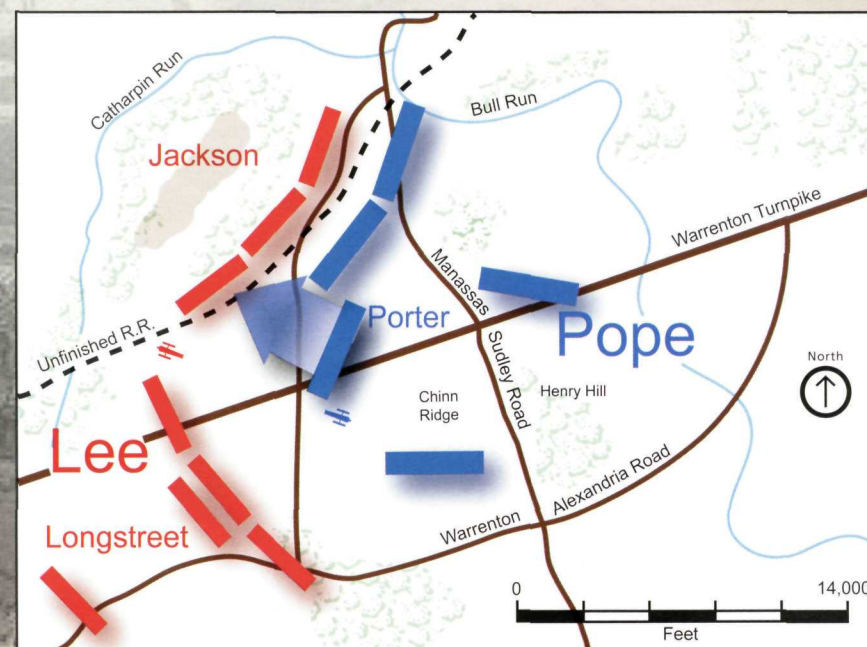 Catharpin Run
Bull Run
Jackson
Warrenton Turnpike
Manassas
Sudley Road
Unfinished R.R.
Porter
Pope
North
Chinn
Ridge
Henry Hill
Lee
Longstreet
Warrenton
Alexandria Road
0
14,000
Feet